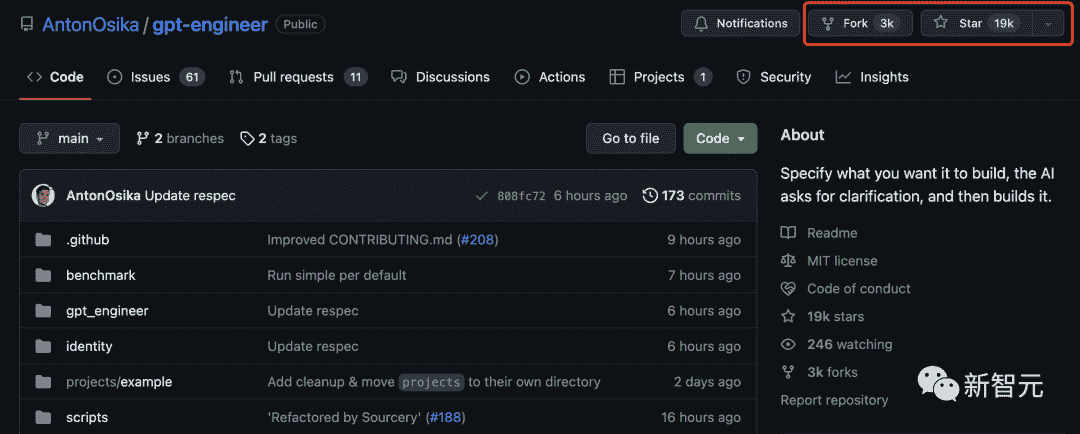 AntonOsika / gpt-engineer Public Notifications Fork 3k Star 19k
Code Issues 61 Pull requests 11 Discussions Actions Projects 1 Security Insights
main 2 branches 2 tags Go to file Code
AntonOsika Update respec 808fc72 6 hours ago 173 commits
.github Improved CONTRIBUTING.md (#208) 9 hours ago
benchmark Run simple per default 7 hours ago
gpt_engineer Update respec 6 hours ago
identity Update respec 6 hours ago
projects/example Add cleanup & move projects to their own directory 2 days ago
scripts 'Refactored by Sourcery' (#188) 16 hours ago
About
Specify what you want it to build, the AI
asks for clarification, and then builds it.
Readme
MIT license
Code of conduct
19k stars
246 watching
3k forks
Report repository
新智元